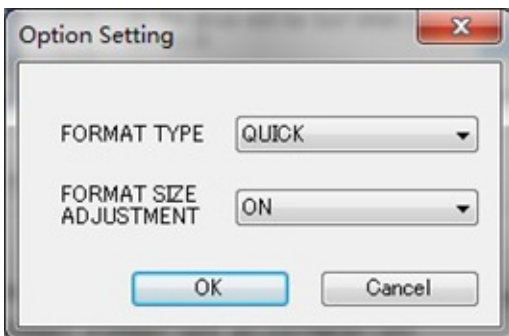 Option Setting
FORMAT TYPE QUICK
FORMAT SIZE
ADJUSTMENT ON
OK Cancel